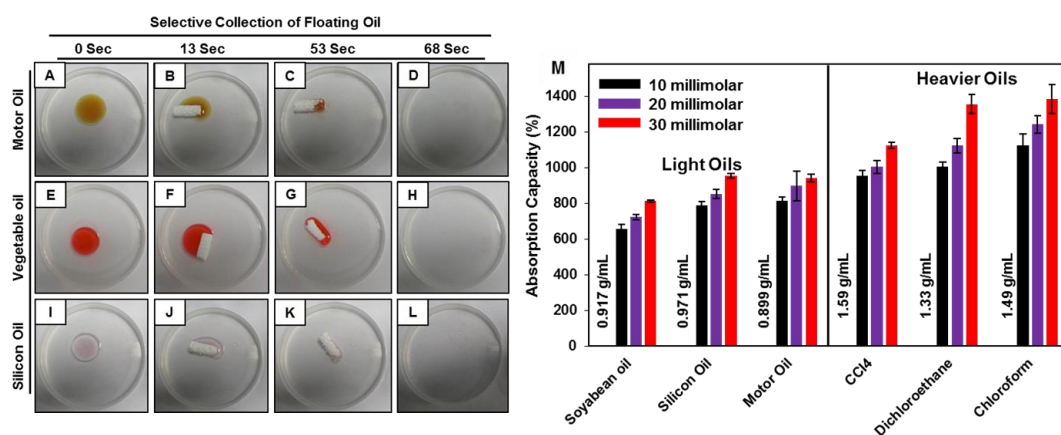 Selective Collection of Floating Oil
0 Sec
13 Sec
53 Sec
68 Sec
Motor Oil
A
B
C
D
Vegetable oil
E
F
G
H
Silicon Oil
I
J
K
L
M
10 millimolar
20 millimolar
30 millimolar
Light Oils
Heavier Oils
Absorption Capacity (%)
1400
1200
1000
800
600
400
200
0
0.917 g/mL
0.971 g/mL
0.899 g/mL
1.59 g/mL
1.33 g/mL
1.49 g/mL
Soyabean oil
Silicon Oil
Motor Oil
CCl4
Dichloroethane
Chloroform